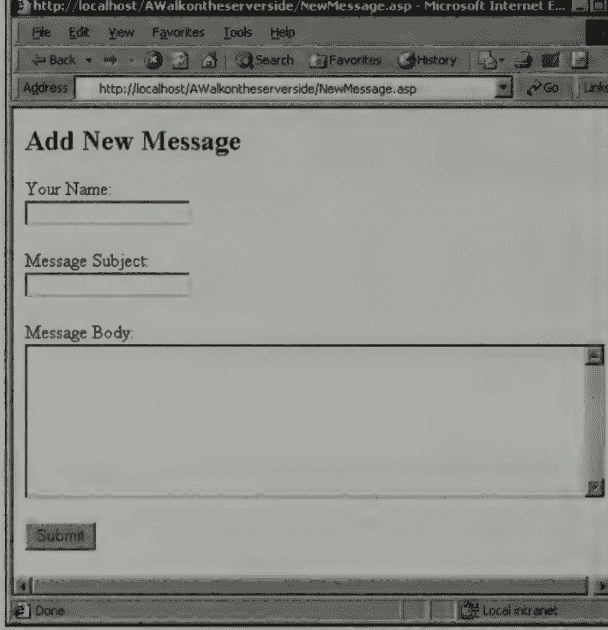 http://localhost/AWalkontheserverside/NewMessage.asp - Microsoft Internet E...
File Edit View Favorites Tools Help
Back Search Favorites History
Address http://localhost/AWalkontheserverside/NewMessage.asp Go Links
Add New Message
Your Name:
Message Subject:
Message Body:
Submit
Done Local intranet